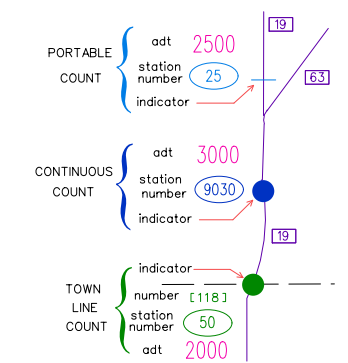 19
adt 2500
PORTABLE
COUNT
station
number 25
63
indicator
adt 3000
CONTINUOUS
COUNT
station
number 9030
indicator
19
indicator
TOWN
LINE
COUNT
number [118]
station
number 50
adt 2000